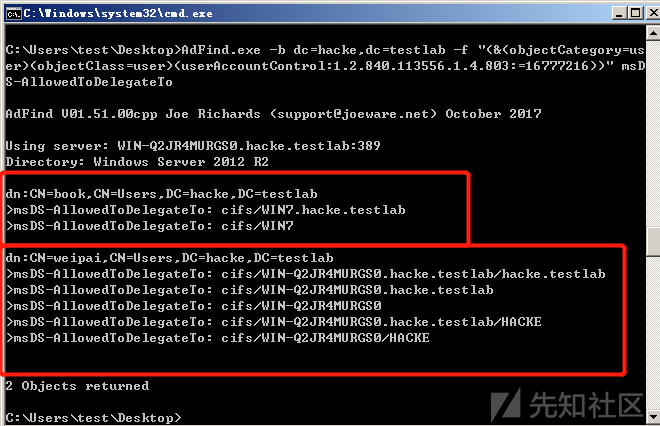 C:\Windows\system32\cmd.exe
C:\Users\test\Desktop>AdFind.exe -b dc=hacke,dc=testlab -f "(&(objectCategory=us
er)(objectClass=user)(userAccountControl:1.2.840.113556.1.4.803:=16777216))" msD
S-AllowedToDelegateTo
AdFind V01.51.00cpp Joe Richards (support@joeware.net) October 2017
Using server: WIN-Q2JR4MURGS0.hacke.testlab:389
Directory: Windows Server 2012 R2
dn:CN=book,CN=Users,DC=hacke,DC=testlab
>msDS-AllowedToDelegateTo: cifs/WIN7.hacke.testlab
>msDS-AllowedToDelegateTo: cifs/WIN7
dn:CN=weipai,CN=Users,DC=hacke,DC=testlab
>msDS-AllowedToDelegateTo: cifs/WIN-Q2JR4MURGS0.hacke.testlab/hacke.testlab
>msDS-AllowedToDelegateTo: cifs/WIN-Q2JR4MURGS0.hacke.testlab
>msDS-AllowedToDelegateTo: cifs/WIN-Q2JR4MURGS0
>msDS-AllowedToDelegateTo: cifs/WIN-Q2JR4MURGS0.hacke.testlab/HACKE
>msDS-AllowedToDelegateTo: cifs/WIN-Q2JR4MURGS0/HACKE
2 Objects returned
C:\Users\test\Desktop>
先知社区